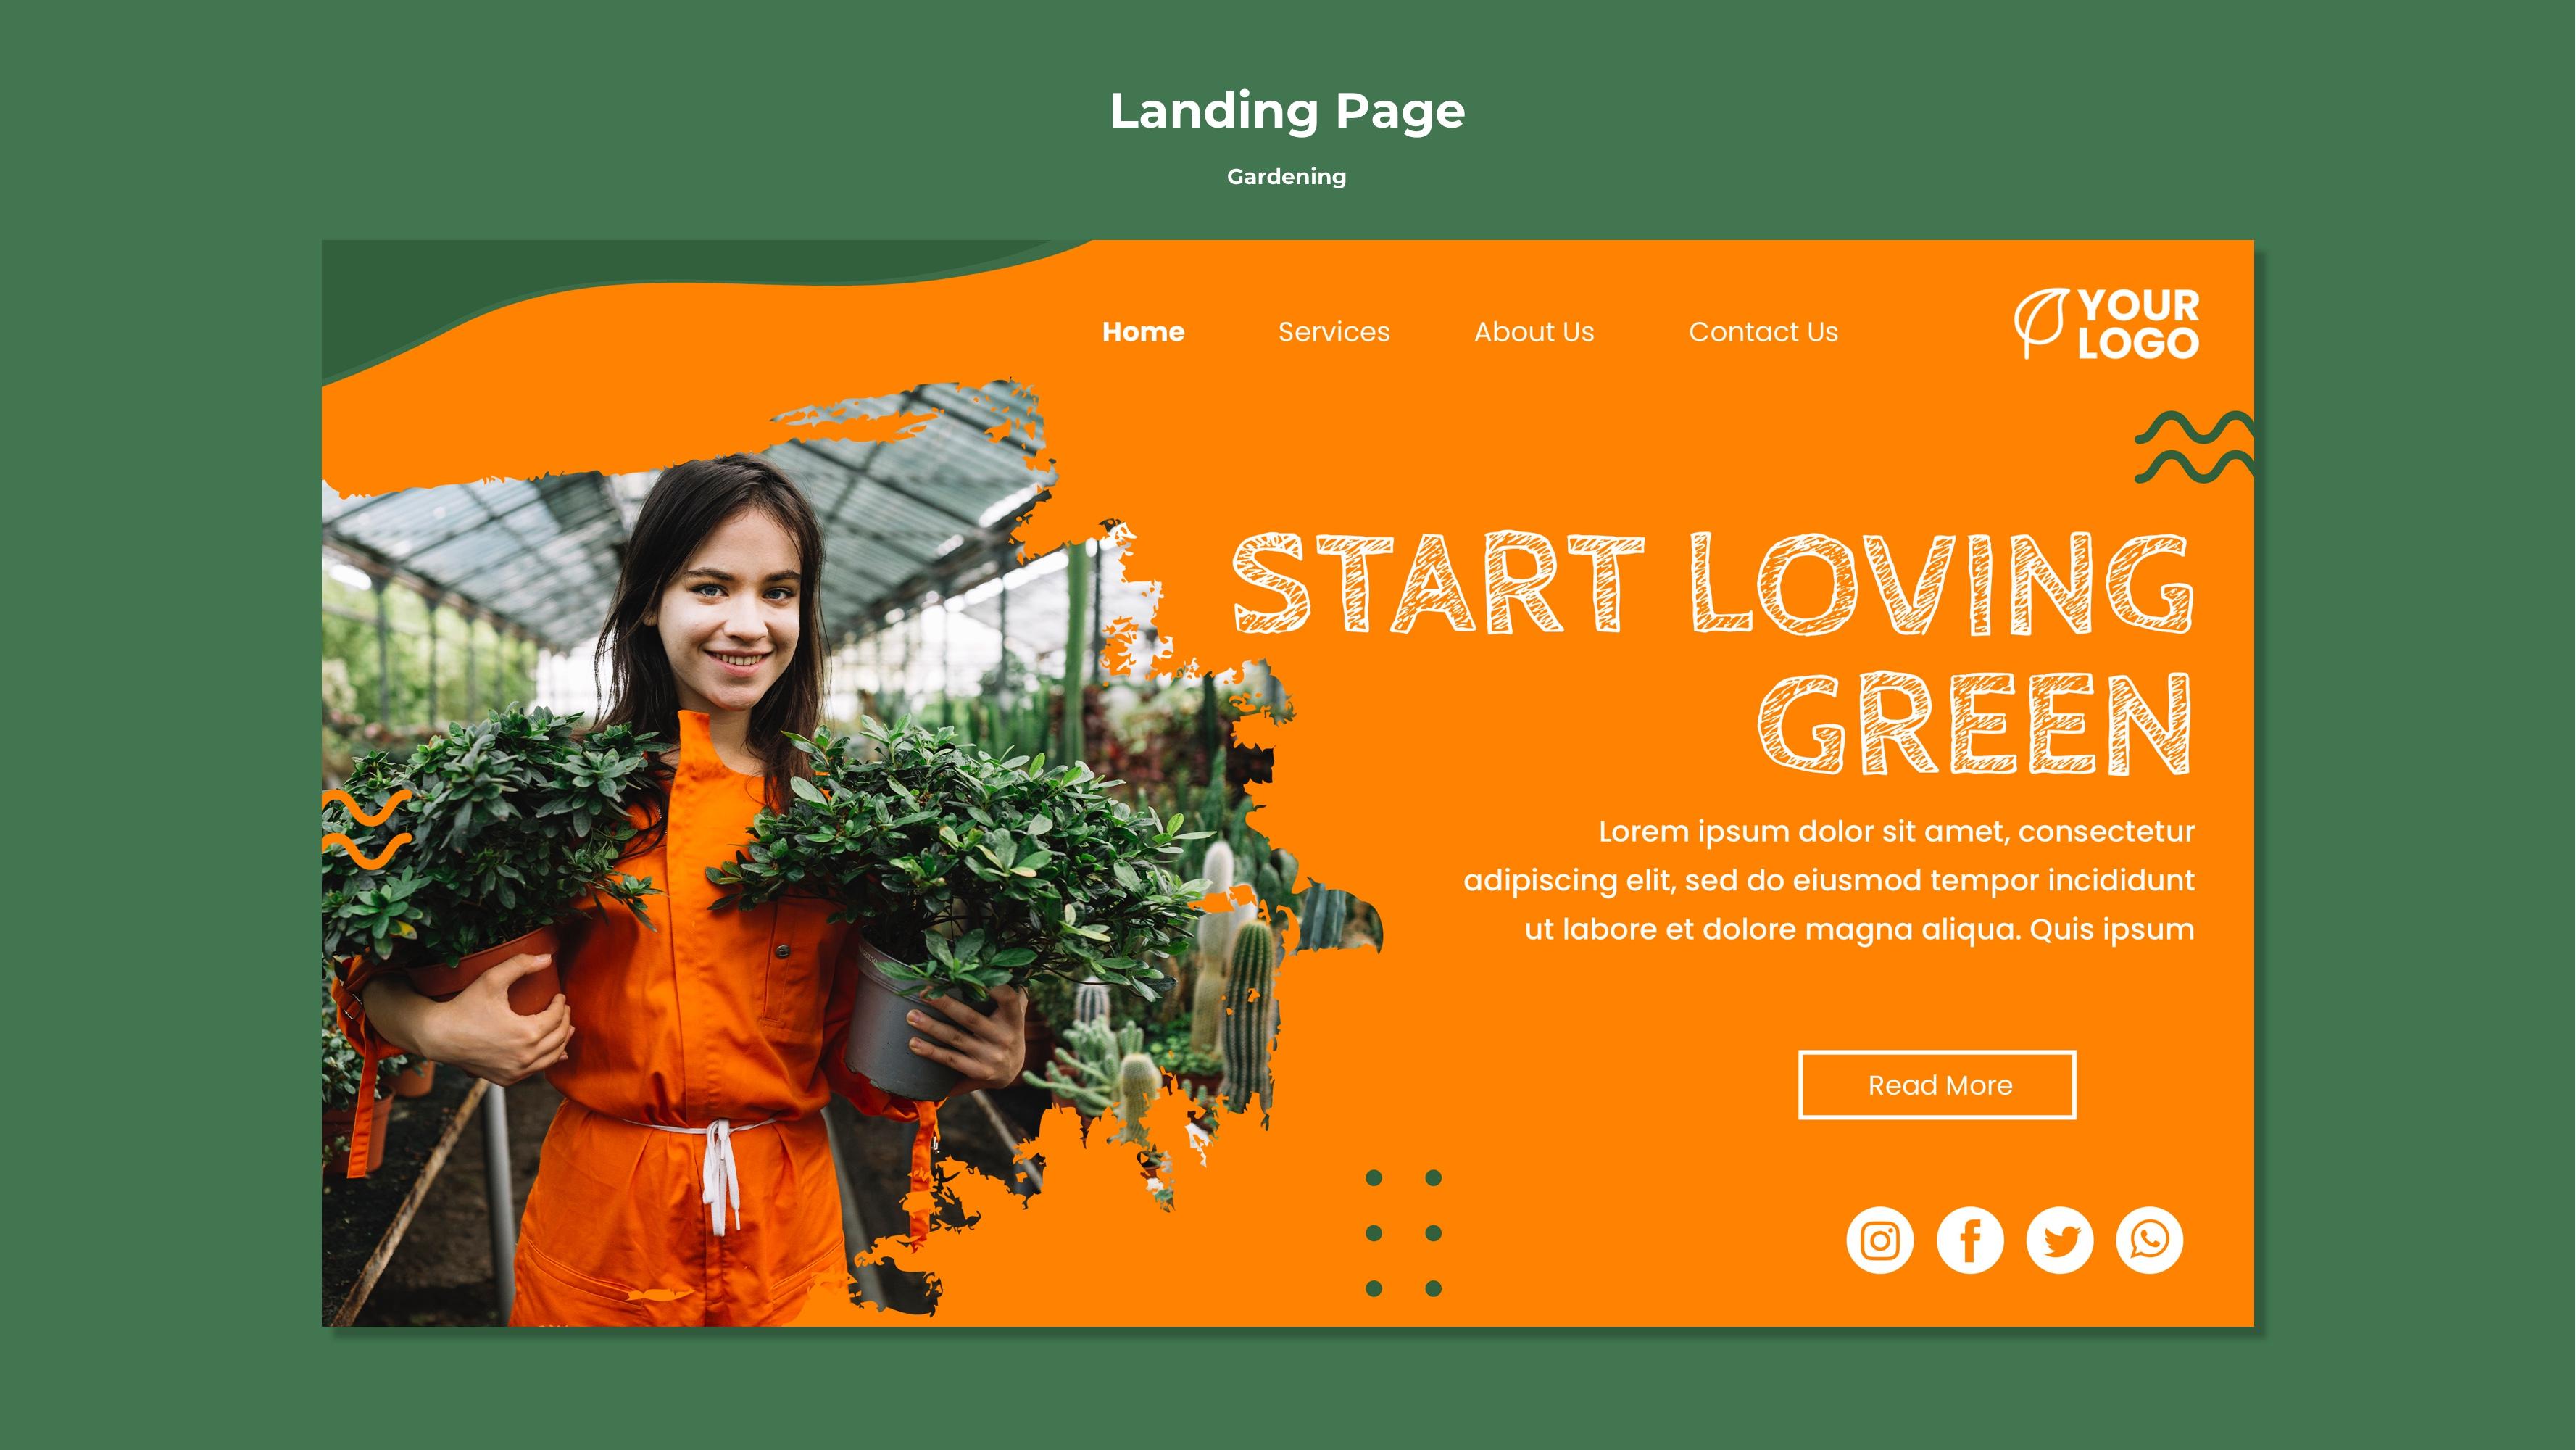 Landing Page
Gardening
Home Services About Us Contact Us
YOUR
LOGO
START LOVING
GREEN
Lorem ipsum dolor sit amet, consectetur
adipiscing elit, sed do eiusmod tempor incididunt
ut labore et dolore magna aliqua. Quis ipsum
Read More